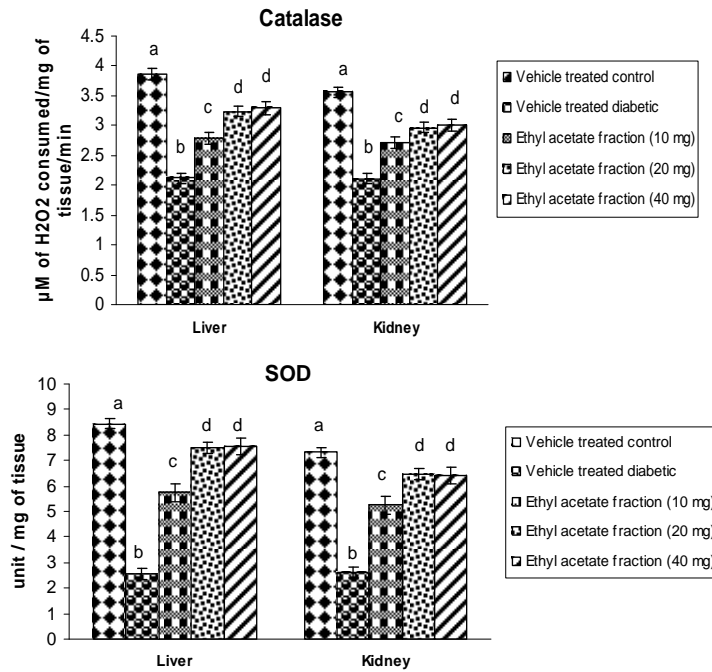 Catalase
µM of H2O2 consumed/mg of
tissue/min
4.5
4
3.5
3
2.5
2
1.5
1
0.5
0
a
b
c
d
d
a
b
c
d
d
Liver
Kidney
Vehicle treated control
Vehicle treated diabetic
Ethyl acetate fraction (10 mg)
Ethyl acetate fraction (20 mg)
Ethyl acetate fraction (40 mg)
SOD
unit / mg of tissue
10
9
8
7
6
5
4
3
2
1
0
a
b
c
d
d
a
b
c
d
d
Liver
Kidney
Vehicle treated control
Vehicle treated diabetic
Ethyl acetate fraction (10 mg)
Ethyl acetate fraction (20 mg)
Ethyl acetate fraction (40 mg)